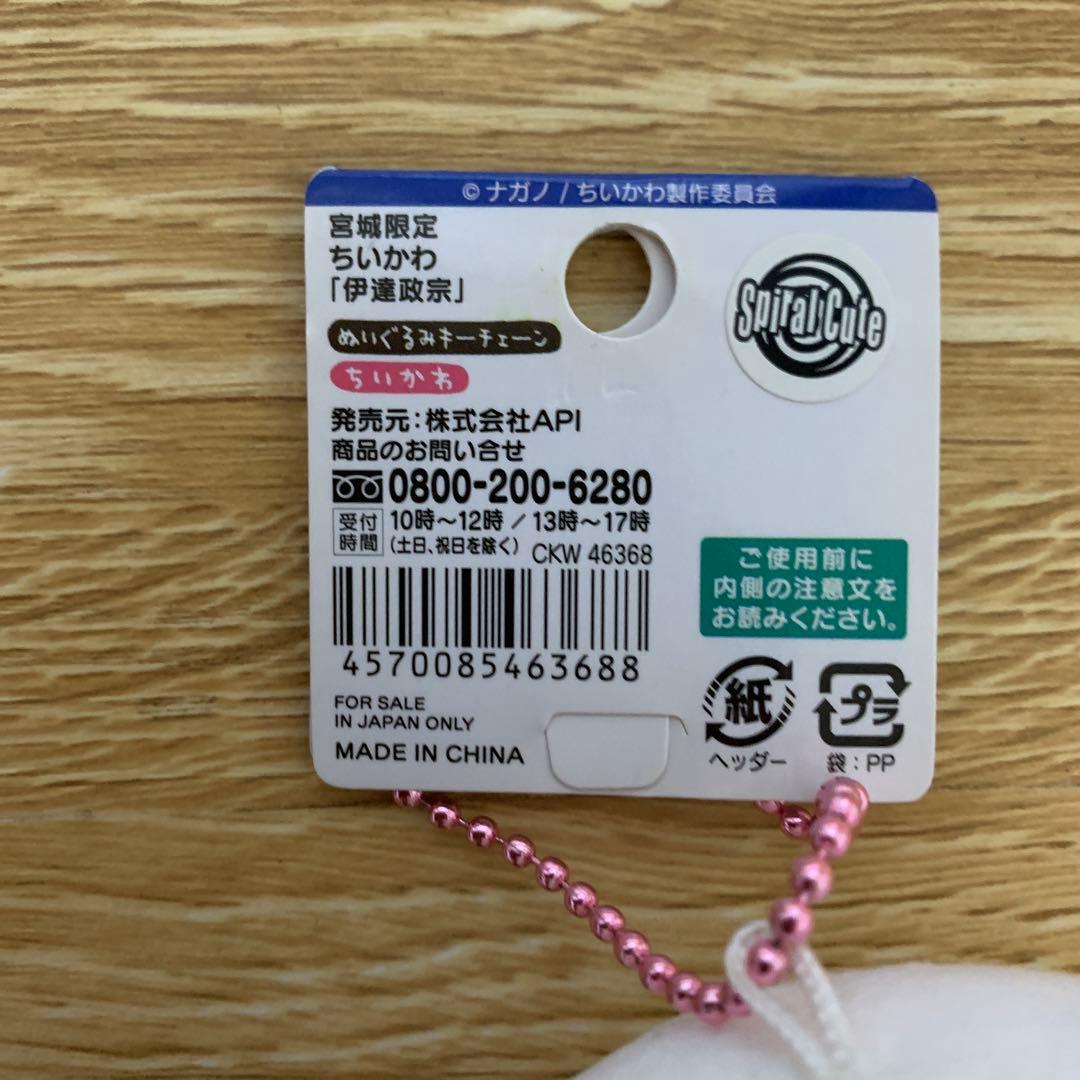 © ナガノ / ちいかわ製作委員会
宮城限定
ちいかわ
「伊達政宗」
ぬいぐるみキーチェーン
ちいかわ
Spiral Cute
発売元:株式会社API
商品のお問い合せ
0800-200-6280
受付時間 10時〜12時 / 13時〜17時
(土日、祝日を除く) CKW 46368
4570085463688
FOR SALE
IN JAPAN ONLY
MADE IN CHINA
ご使用前に
内側の注意文を
お読みください。
紙
ヘッダー
プラ
袋:PP